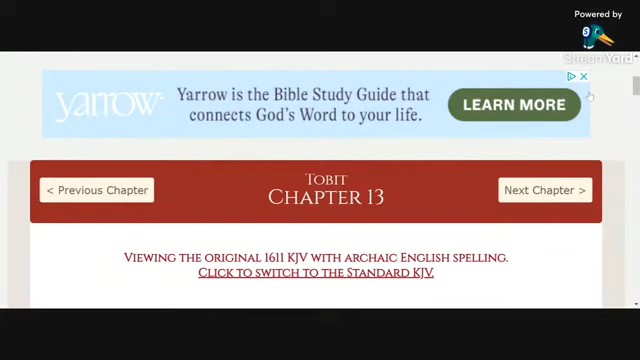 Powered by
StreamYard
yarrow
Yarrow is the Bible Study Guide that
connects God's Word to your life.
LEARN MORE
< Previous Chapter
TOBIT
CHAPTER 13
Next Chapter >
VIEWING THE ORIGINAL 1611 KJV WITH ARCHAIC ENGLISH SPELLING.
CLICK TO SWITCH TO THE STANDARD KJV.